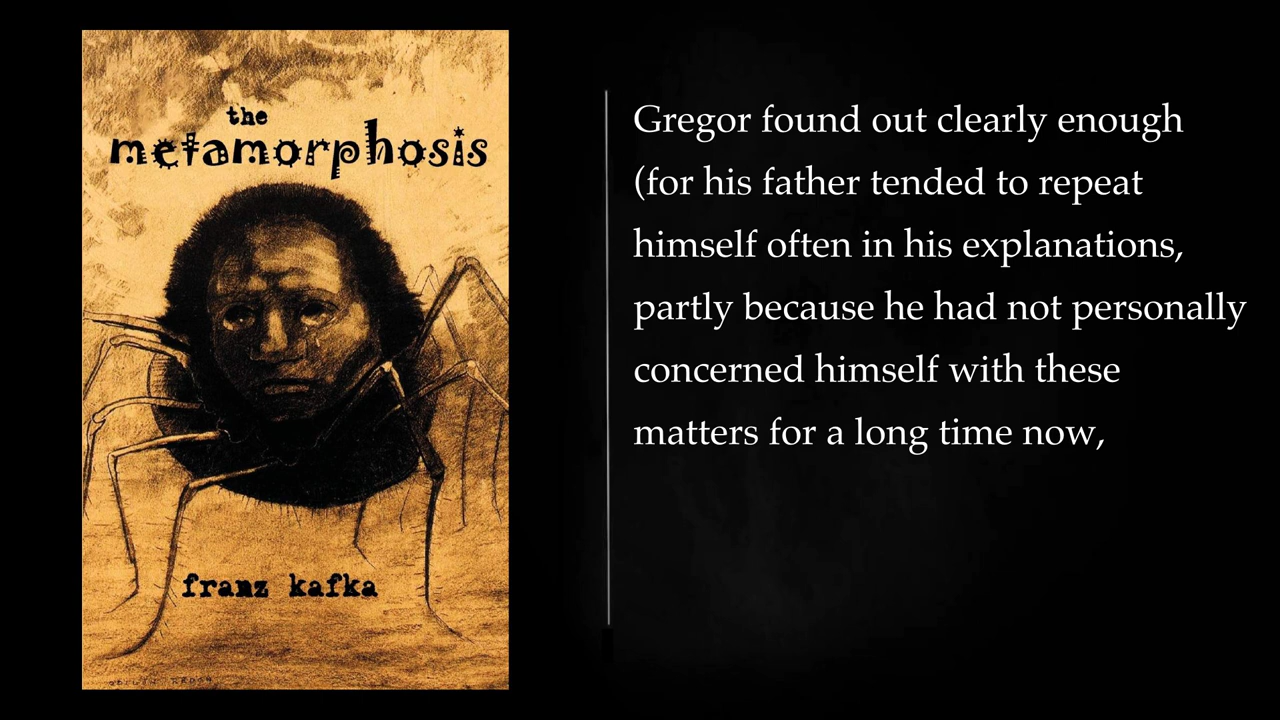 the
metamorphosis
franz kafka
Gregor found out clearly enough
(for his father tended to repeat
himself often in his explanations,
partly because he had not personally
concerned himself with these
matters for a long time now,